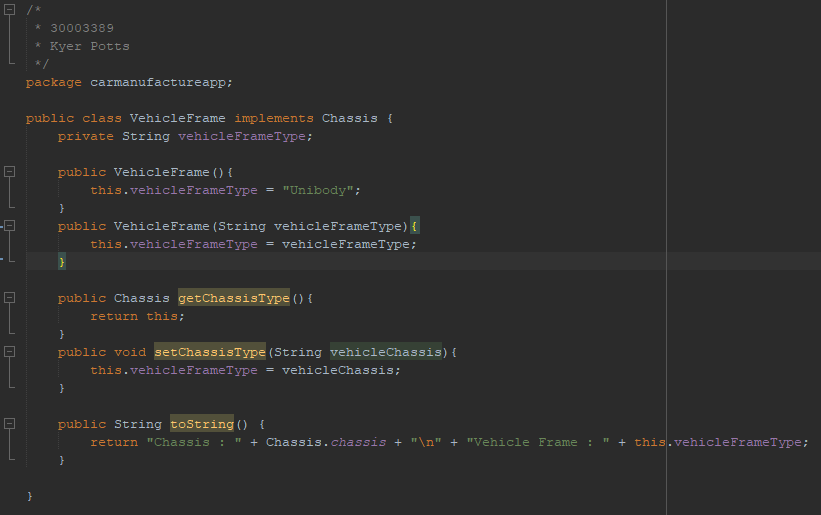 /*
 * 30003389
 * Kyer Potts
 */
package carmanufactureapp;

public class VehicleFrame implements Chassis {
    private String vehicleFrameType;

    public VehicleFrame(){
        this.vehicleFrameType = "Unibody";
    }
    public VehicleFrame(String vehicleFrameType){
        this.vehicleFrameType = vehicleFrameType;
    }

    public Chassis getChassisType(){
        return this;
    }
    public void setChassisType(String vehicleChassis){
        this.vehicleFrameType = vehicleChassis;
    }

    public String toString() {
        return "Chassis : " + Chassis.chassis + "\n" + "Vehicle Frame : " + this.vehicleFrameType;
    }

}